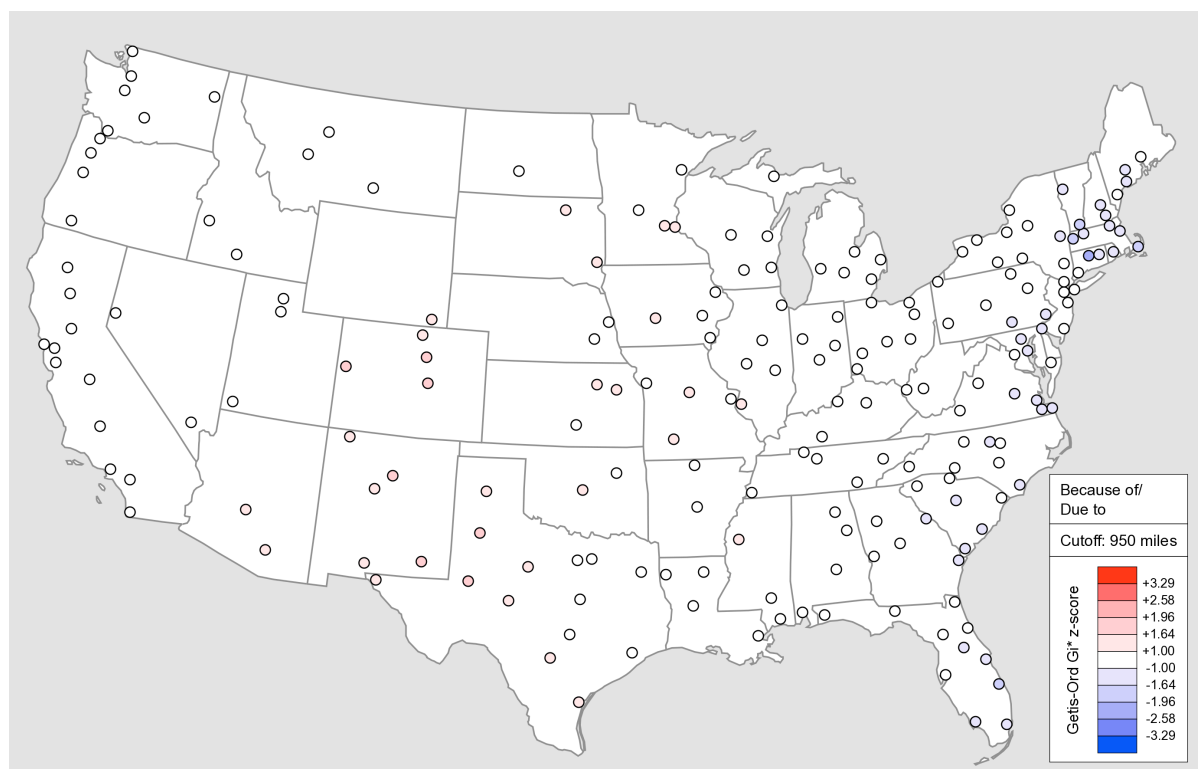 Because of/
Due to
Cutoff: 950 miles
Getis-Ord Gi* z-score
+3.29
+2.58
+1.96
+1.64
+1.00
-1.00
-1.64
-1.96
-2.58
-3.29